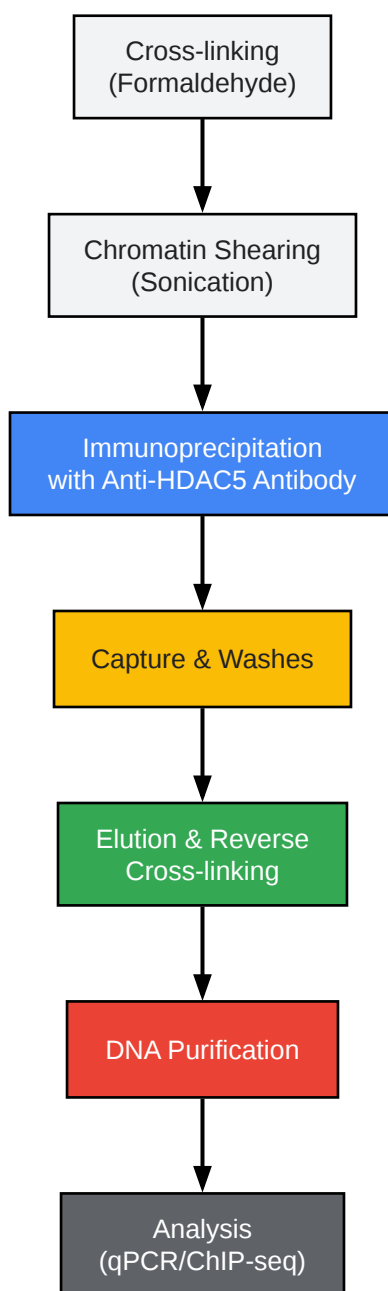 Cross-linking
(Formaldehyde)
Chromatin Shearing
(Sonication)
Immunoprecipitation
with Anti-HDAC5 Antibody
Capture & Washes
Elution & Reverse
Cross-linking
DNA Purification
Analysis
(qPCR/ChIP-seq)